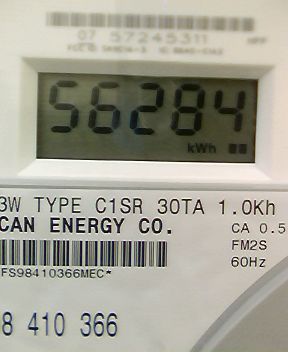 07 57245311
56284
kWh
3W TYPE C1SR 30TA 1.0Kh
CAN ENERGY CO. CA 0.5
FM2S
60Hz
FS98410366MEC*
98 410 366